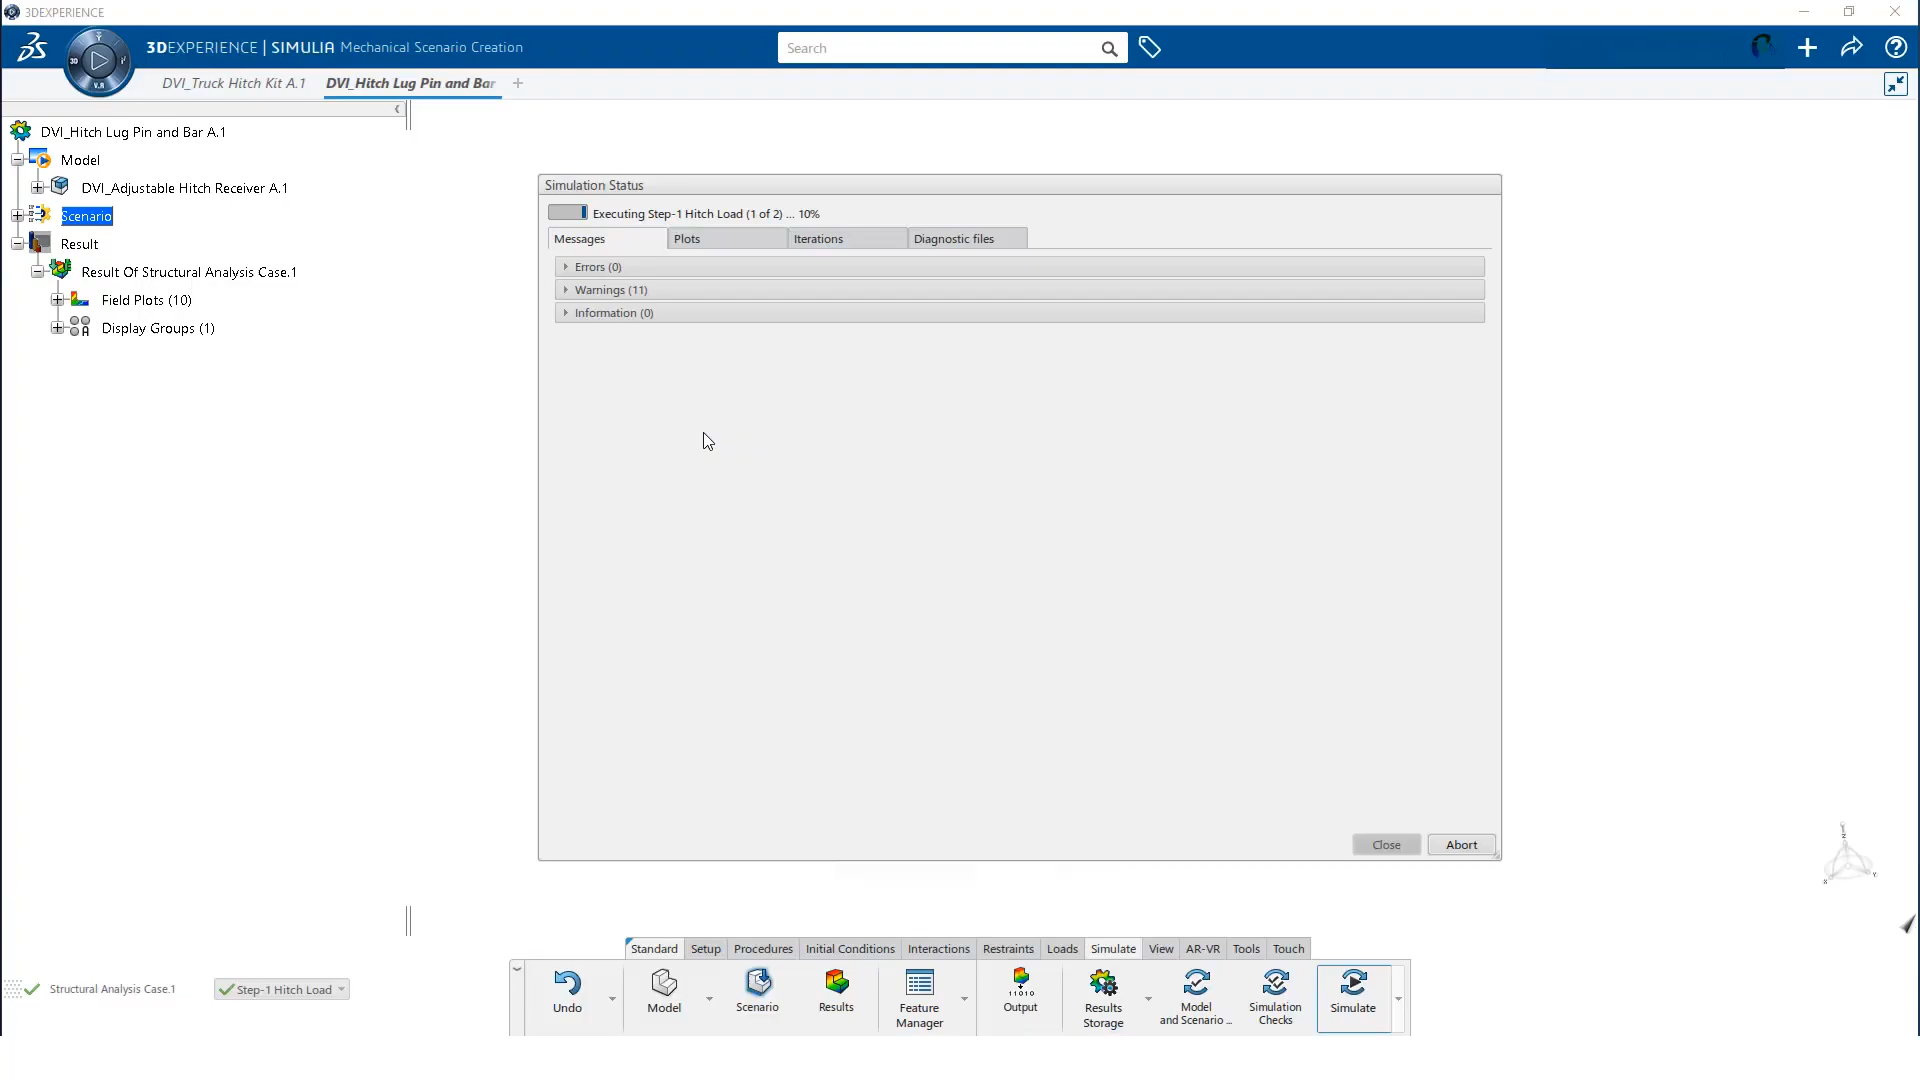 3DEXPERIENCE
3DEXPERIENCE | SIMULIA Mechanical Scenario Creation
Search
DVI_Truck Hitch Kit A.1
DVI_Hitch Lug Pin and Bar
DVI_Hitch Lug Pin and Bar A.1
Model
DVI_Adjustable Hitch Receiver A.1
Scenario
Result
Result Of Structural Analysis Case.1
Field Plots (10)
Display Groups (1)
Simulation Status
Executing Step-1 Hitch Load (1 of 2) ... 10%
Messages
Plots
Iterations
Diagnostic files
Errors (0)
Warnings (11)
Information (0)
Close
Abort
Standard
Setup
Procedures
Initial Conditions
Interactions
Restraints
Loads
Simulate
View
AR-VR
Tools
Touch
Undo
Model
Scenario
Results
Feature
Manager
Output
Results
Storage
Model
and Scenario ...
Simulation
Checks
Simulate
Structural Analysis Case.1
Step-1 Hitch Load